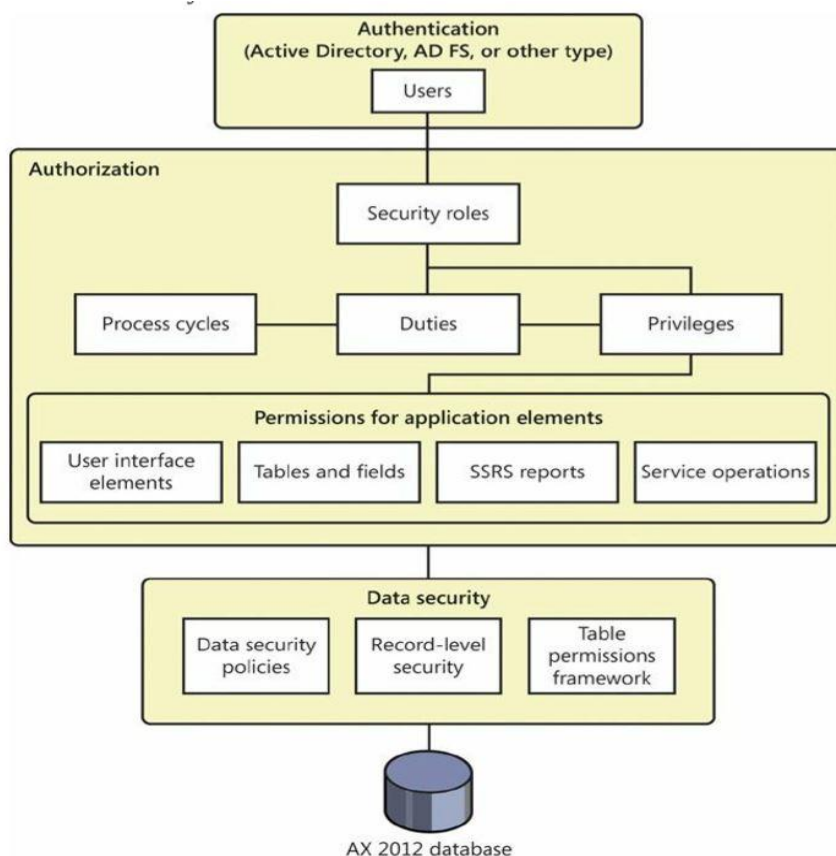 Authentication
(Active Directory, AD FS, or other type)
Users
Authorization
Security roles
Process cycles
Duties
Privileges
Permissions for application elements
User interface
elements
Tables and fields
SSRS reports
Service operations
Data security
Data security
policies
Record-level
security
Table
permissions
framework
AX 2012 database